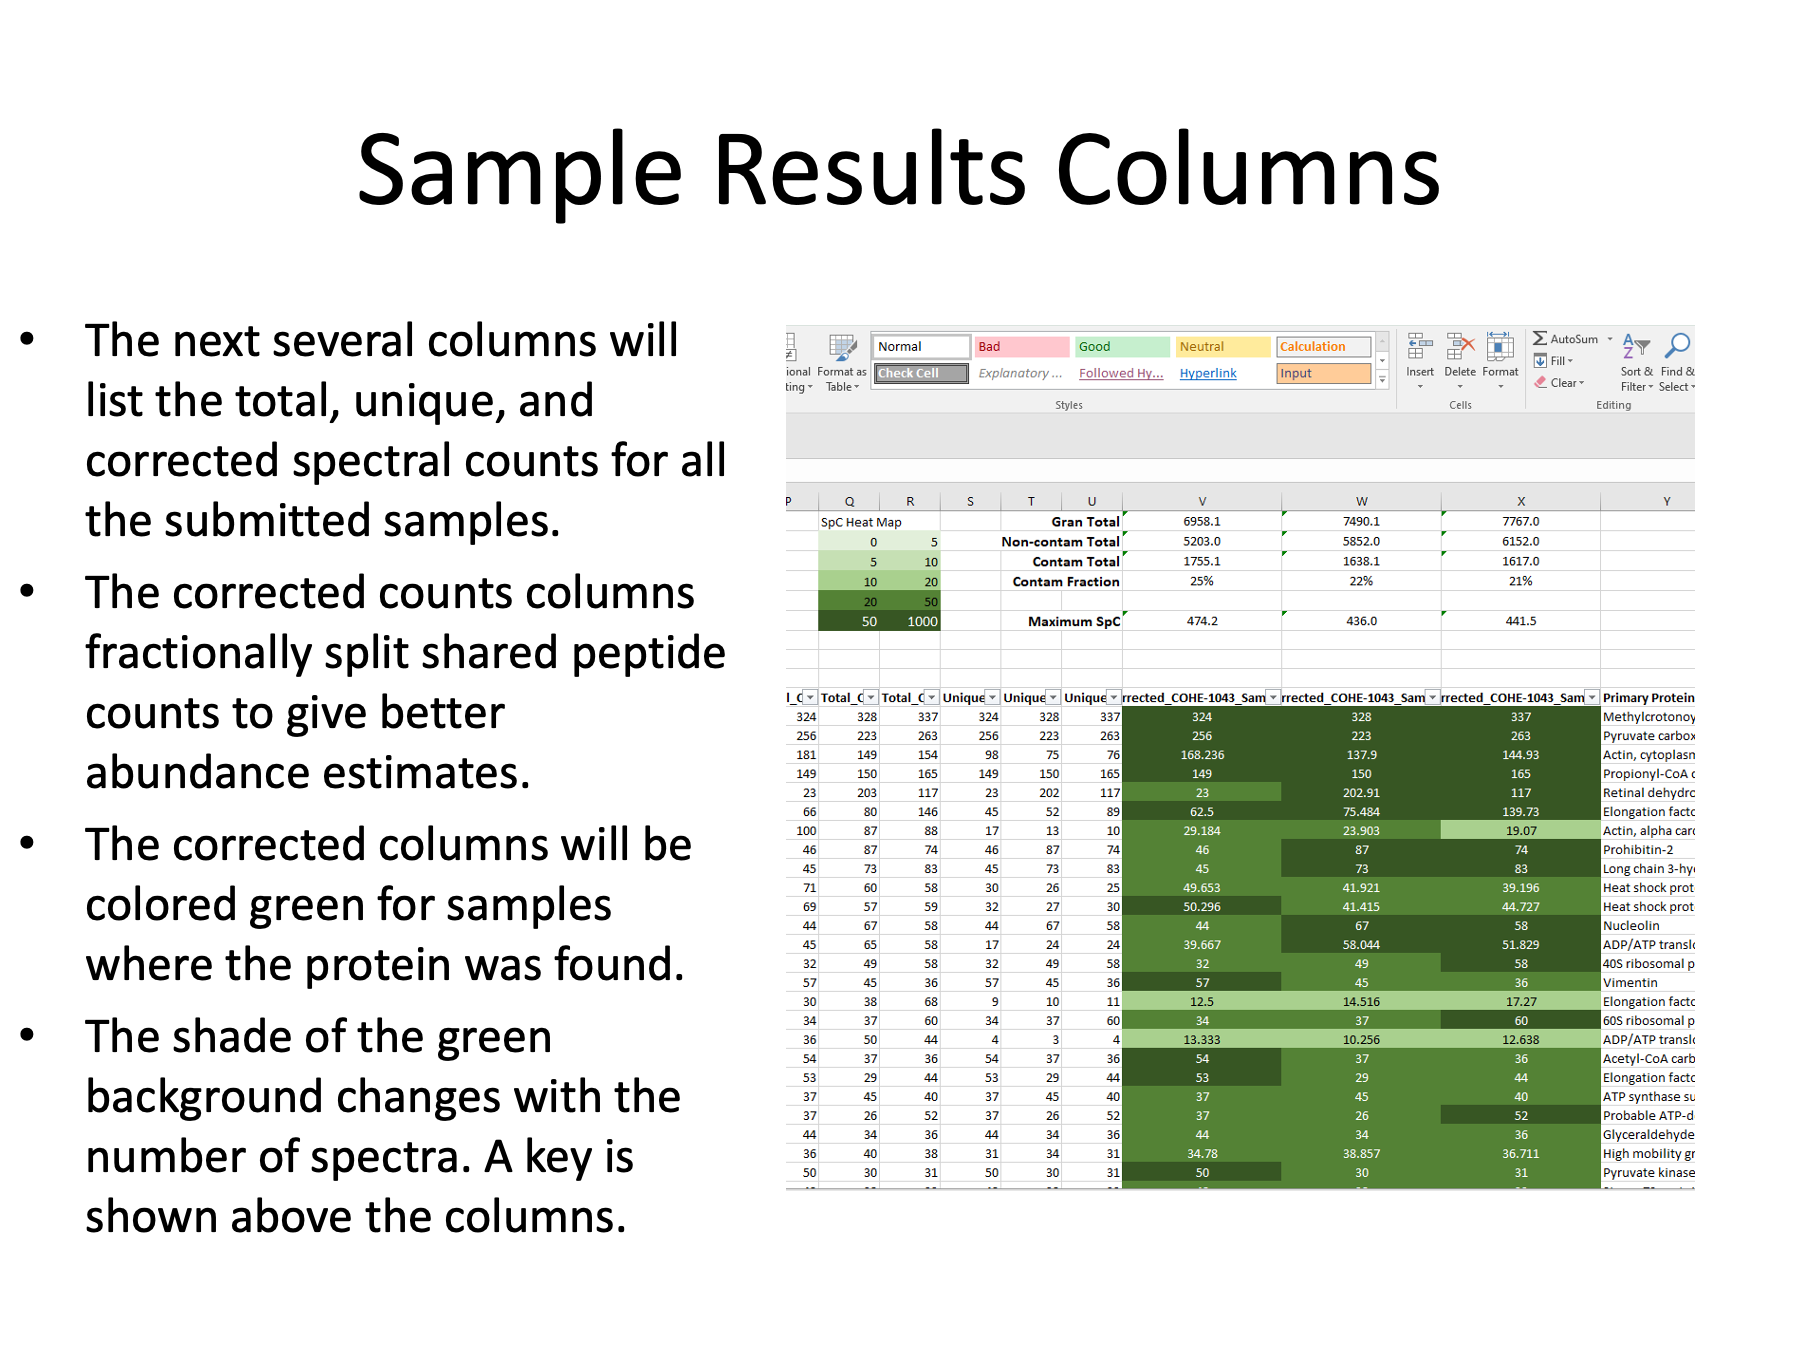 Sample Results Columns
• The next several columns will
list the total, unique, and
corrected spectral counts for all
the submitted samples.
• The corrected counts columns
fractionally split shared peptide
counts to give better
abundance estimates.
• The corrected columns will be
colored green for samples
where the protein was found.
• The shade of the green
background changes with the
number of spectra. A key is
shown above the columns.
ional Format as Normal Bad Good Neutral Calculation Insert Delete Format AutoSum Sort & Find &
ting Table Check Cell Explanatory ... Followed Hy... Hyperlink Input Fill Clear Filter Select
Styles Cells Editing
P Q R S T U V W X Y
SpC Heat Map Gran Total 6958.1 7490.1 7767.0
0 5 Non-contam Total 5203.0 5852.0 6152.0
5 10 Contam Total 1755.1 1638.1 1617.0
10 20 Contam Fraction 25% 22% 21%
20 50
50 1000 Maximum SpC 474.2 436.0 441.5
l_C Total_C Total_C Unique Unique Unique rrected_COHE-1043_Sam rrected_COHE-1043_Sam rrected_COHE-1043_Sam Primary Protein
324 328 337 324 328 337 324 328 337 Methylcrotonoy
256 223 263 256 223 263 256 223 263 Pyruvate carbox
181 149 154 98 75 76 168.236 137.9 144.93 Actin, cytoplasm
149 150 165 149 150 165 149 150 165 Propionyl-CoA c
23 203 117 23 202 117 23 202.91 117 Retinal dehydro
66 80 146 45 52 89 62.5 75.484 139.73 Elongation facto
100 87 88 17 13 10 29.184 23.903 19.07 Actin, alpha card
46 87 74 46 87 74 46 87 74 Prohibitin-2
45 73 83 45 73 83 45 73 83 Long chain 3-hy
71 60 58 30 26 25 49.653 41.921 39.196 Heat shock prot
69 57 59 32 27 30 50.296 41.415 44.727 Heat shock prot
44 67 58 44 67 58 44 67 58 Nucleolin
45 65 58 17 24 24 39.667 58.044 51.829 ADP/ATP translo
32 49 58 32 49 58 32 49 58 40S ribosomal p
57 45 36 57 45 36 57 45 36 Vimentin
30 38 68 9 10 11 12.5 14.516 17.27 Elongation facto
34 37 60 34 37 60 34 37 60 60S ribosomal p
36 50 44 4 3 4 13.333 10.256 12.638 ADP/ATP translo
54 37 36 54 37 36 54 37 36 Acetyl-CoA carb
53 29 44 53 29 44 53 29 44 Elongation facto
37 45 40 37 45 40 37 45 40 ATP synthase su
37 26 52 37 26 52 37 26 52 Probable ATP-d
44 34 36 44 34 36 44 34 36 Glyceraldehyde
36 40 38 31 34 31 34.78 38.857 36.711 High mobility gr
50 30 31 50 30 31 50 30 31 Pyruvate kinase